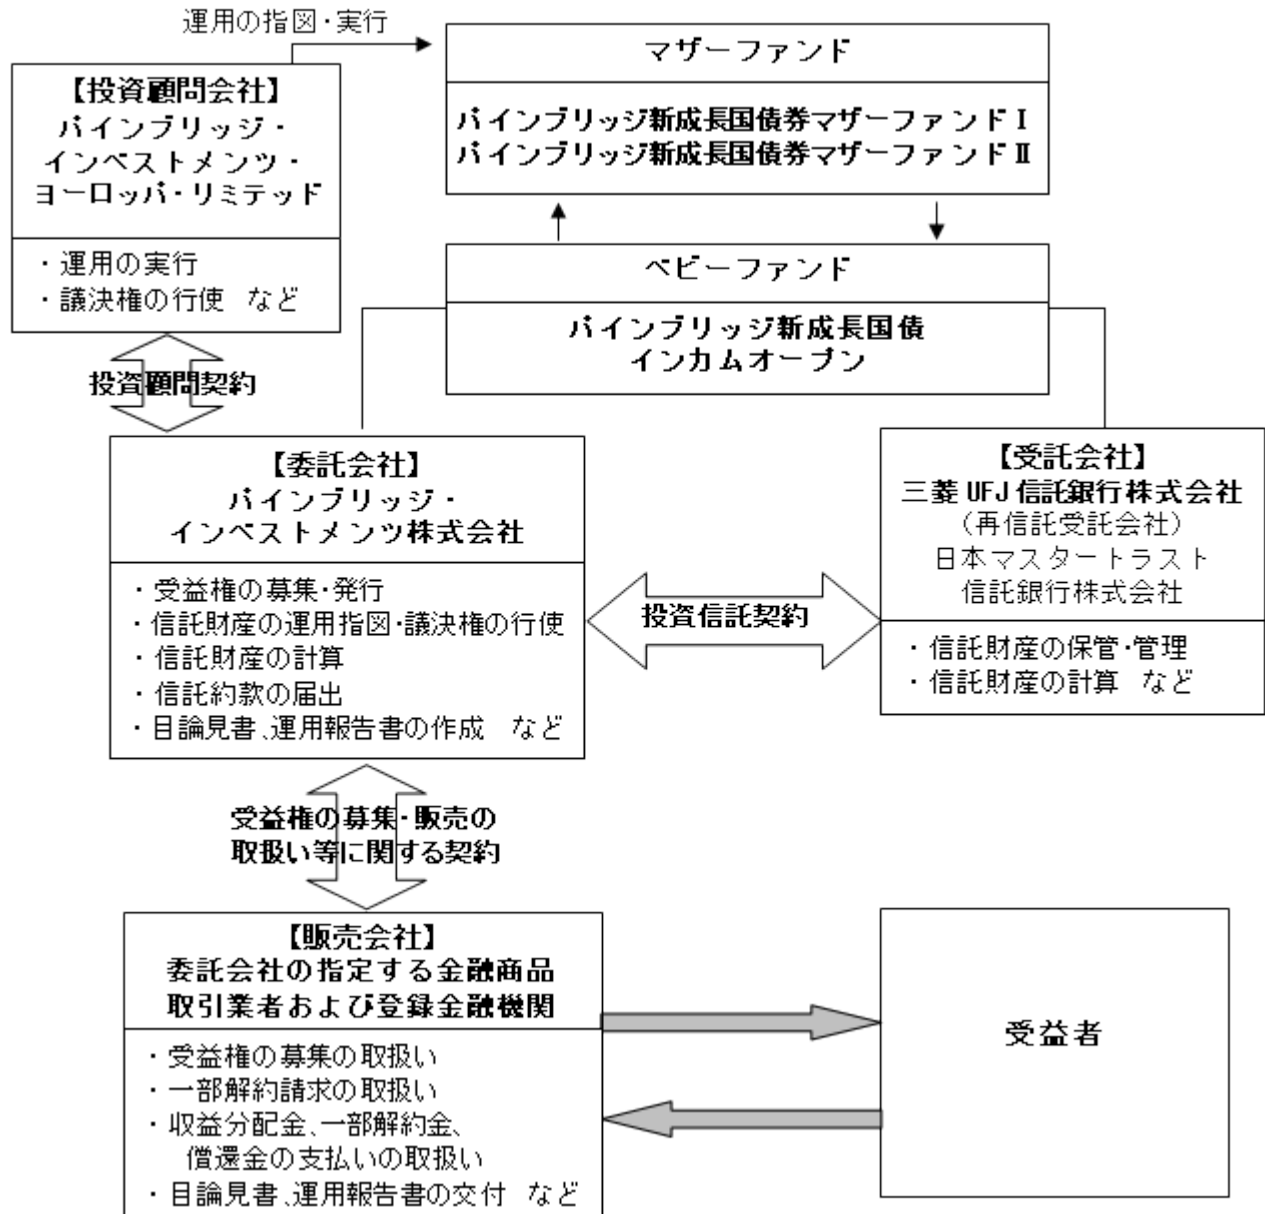 運用の指図・実行
【投資顧問会社】
パインブリッジ・
インベストメンツ・
ヨーロッパ・リミテッド
・運用の実行
・議決権の行使　など
マザーファンド
パインブリッジ新成長国債券マザーファンドⅠ
パインブリッジ新成長国債券マザーファンドⅡ
ベビーファンド
パインブリッジ新成長国債
インカムオープン
投資顧問契約
【委託会社】
パインブリッジ・
インベストメンツ株式会社
・受益権の募集・発行
・信託財産の運用指図・議決権の行使
・信託財産の計算
・信託約款の届出
・目論見書、運用報告書の作成　など
投資信託契約
【受託会社】
三菱UFJ信託銀行株式会社
（再信託受託会社）
日本マスタートラスト
信託銀行株式会社
・信託財産の保管・管理
・信託財産の計算　など
受益権の募集・販売の
取扱い等に関する契約
【販売会社】
委託会社の指定する金融商品
取引業者および登録金融機関
・受益権の募集の取扱い
・一部解約請求の取扱い
・収益分配金、一部解約金、
償還金の支払いの取扱い
・目論見書、運用報告書の交付　など
受益者